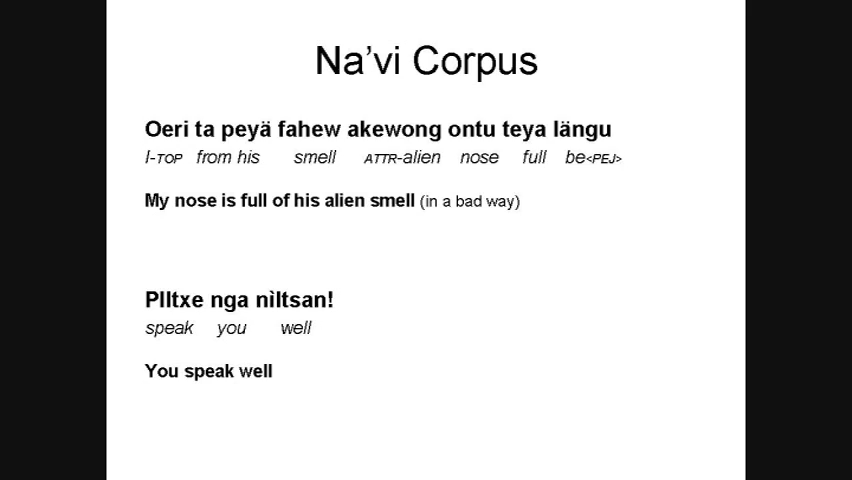 Na’vi Corpus
Oeri ta peyä fahew akewong ontu teya längu
I-TOP from his smell ATTR-alien nose full be<PEJ>
My nose is full of his alien smell (in a bad way)
Plltxe nga nìltsan!
speak you well
You speak well